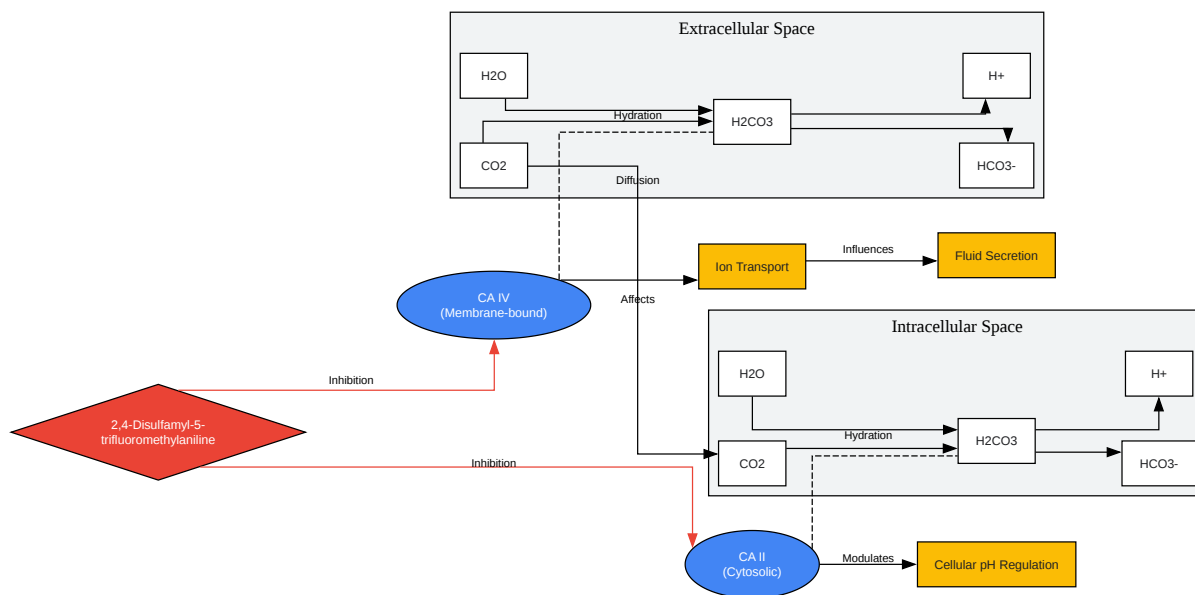 Extracellular Space
H2O
H+
Hydration
H2CO3
CO2
HCO3-
Diffusion
Ion Transport
Influences
Fluid Secretion
CA IV
(Membrane-bound)
Affects
Intracellular Space
H2O
H+
Inhibition
2,4-Disulfamyl-5-
trifluoromethylaniline
Hydration
H2CO3
Inhibition
CO2
HCO3-
CA II
(Cytosolic)
Modulates
Cellular pH Regulation